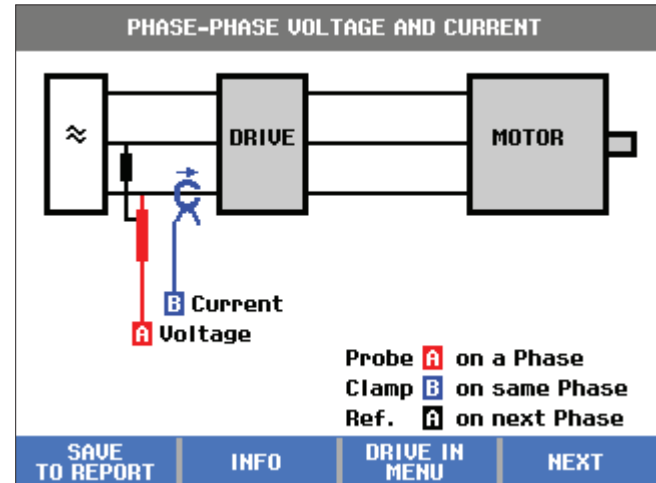 PHASE-PHASE VOLTAGE AND CURRENT
≈
DRIVE
MOTOR
B Current
A Voltage
Probe A on a Phase
Clamp B on same Phase
Ref. A on next Phase
SAVE
TO REPORT
INFO
DRIVE IN
MENU
NEXT